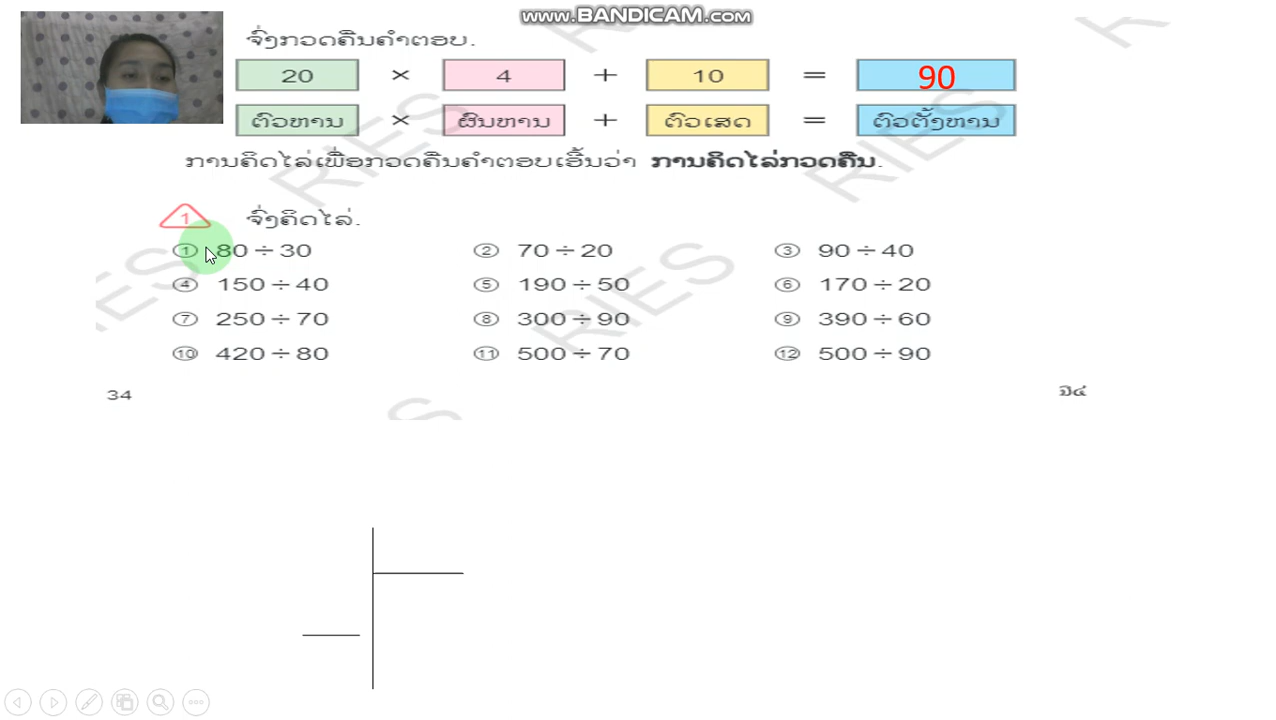 www.BANDICAM.com
ຈົ່ງກວດຄືນຄຳຕອບ.
20 × 4 + 10 = 90
ຕົວຫານ × ຜົນຫານ + ຕົວເສດ = ຕົວຕັ້ງຫານ
ການຄິດໄລ່ເພື່ອກວດຄືນຄຳຕອບເອີ້ນວ່າ ການຄິດໄລ່ກວດຄືນ.
1 ຈົ່ງຄິດໄລ່.
① 80 ÷ 30 ② 70 ÷ 20 ③ 90 ÷ 40
④ 150 ÷ 40 ⑤ 190 ÷ 50 ⑥ 170 ÷ 20
⑦ 250 ÷ 70 ⑧ 300 ÷ 90 ⑨ 390 ÷ 60
⑩ 420 ÷ 80 ⑪ 500 ÷ 70 ⑫ 500 ÷ 90
34 ປ໌໔
RIES